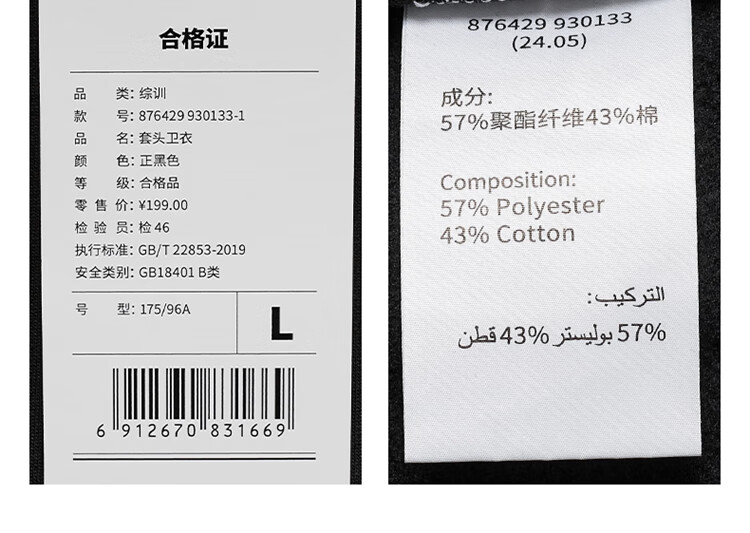 合格证
品 类: 综训
款 号: 876429 930133-1
品 名: 套头卫衣
颜 色: 正黑色
等 级: 合格品
零 售 价: ¥199.00
检 验 员: 检 46
执行标准: GB/T 22853-2019
安全类别: GB18401 B类
号 型: 175/96A
L
6 912670 831669
876429 930133
(24.05)
成分:
57%聚酯纤维43%棉
Composition:
57% Polyester
43% Cotton
التركيب:
57% بوليستر 43% قطن